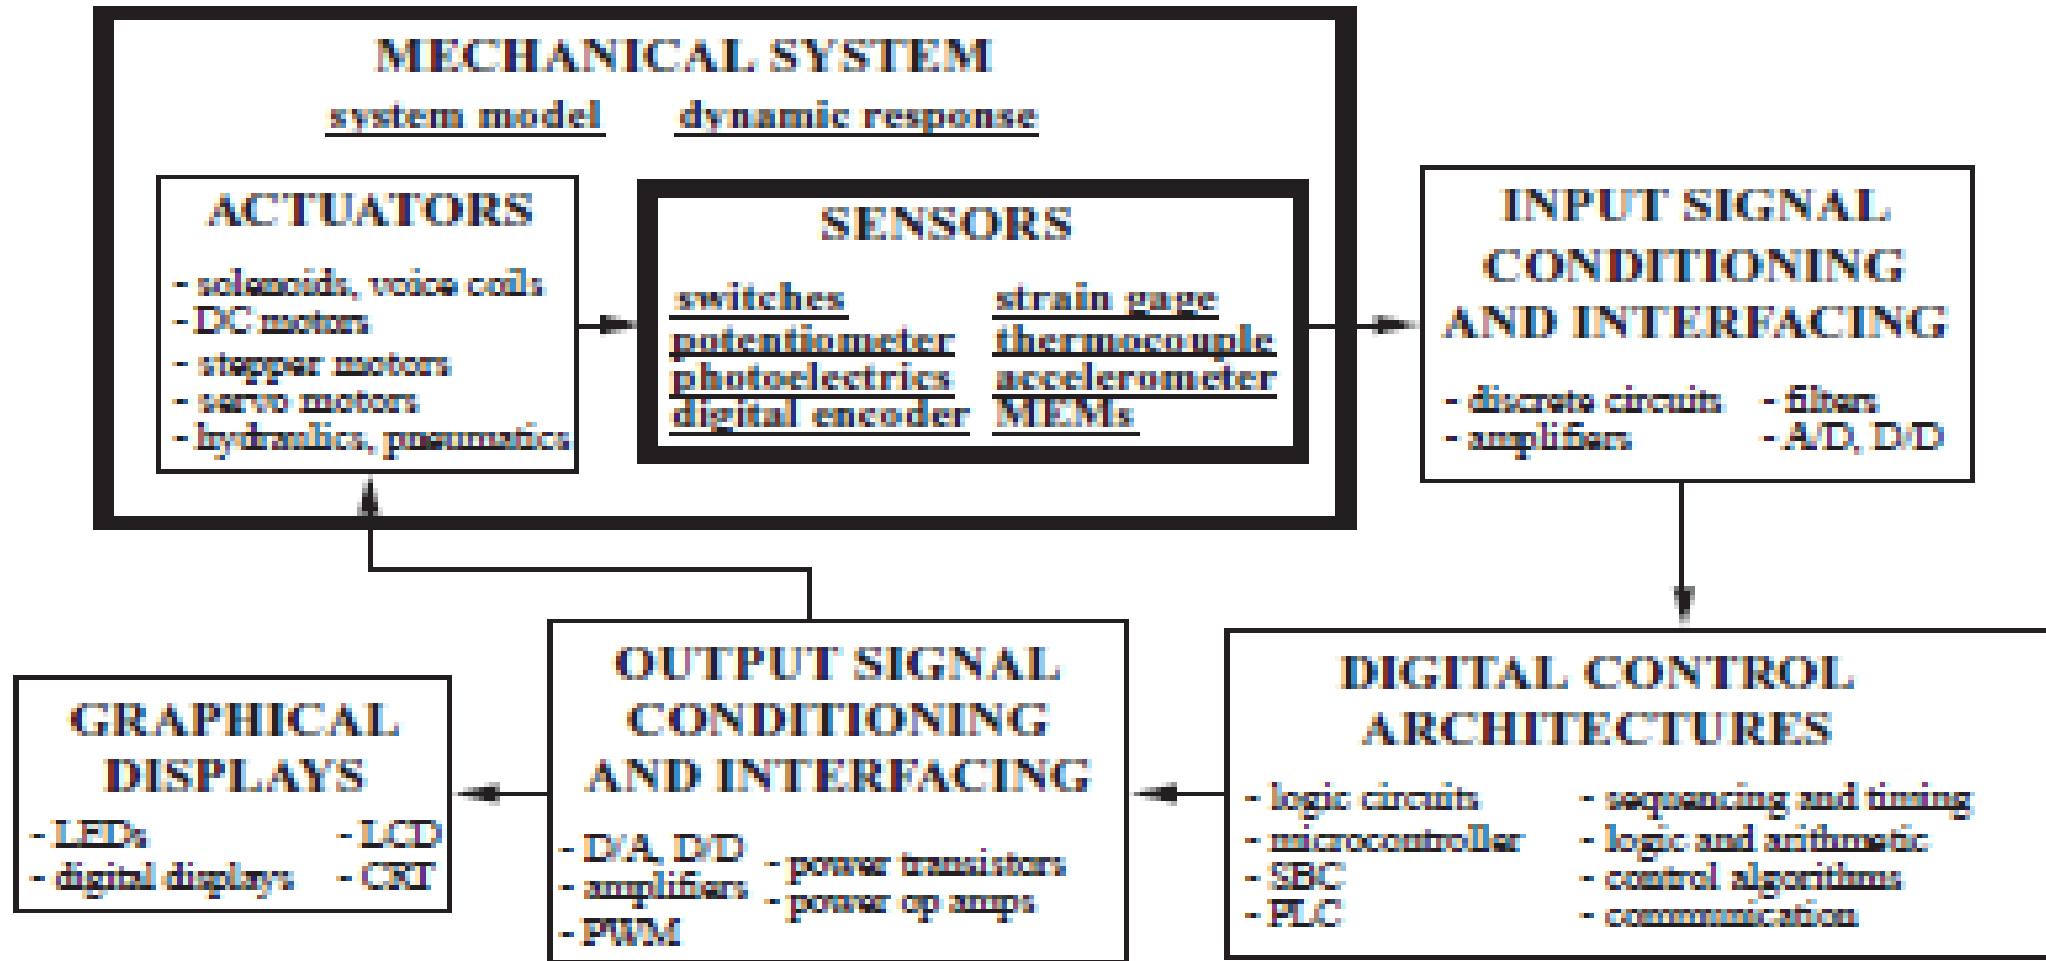 MECHANICAL SYSTEM
system model dynamic response
ACTUATORS
- solenoids, voice coils
- DC motors
- stepper motors
- servo motors
- hydraulics, pneumatics
SENSORS
switches strain gage
potentiometer thermocouple
photoelectrics accelerometer
digital encoder MEMs
INPUT SIGNAL
CONDITIONING
AND INTERFACING
- discrete circuits - filters
- amplifiers - A/D, D/D
GRAPHICAL
DISPLAYS
- LEDs - LCD
- digital displays - CRT
OUTPUT SIGNAL
CONDITIONING
AND INTERFACING
- D/A, D/D - power transistors
- amplifiers - power op amps
- PWM
DIGITAL CONTROL
ARCHITECTURES
- logic circuits - sequencing and timing
- microcontroller - logic and arithmetic
- SBC - control algorithms
- PLC - communication